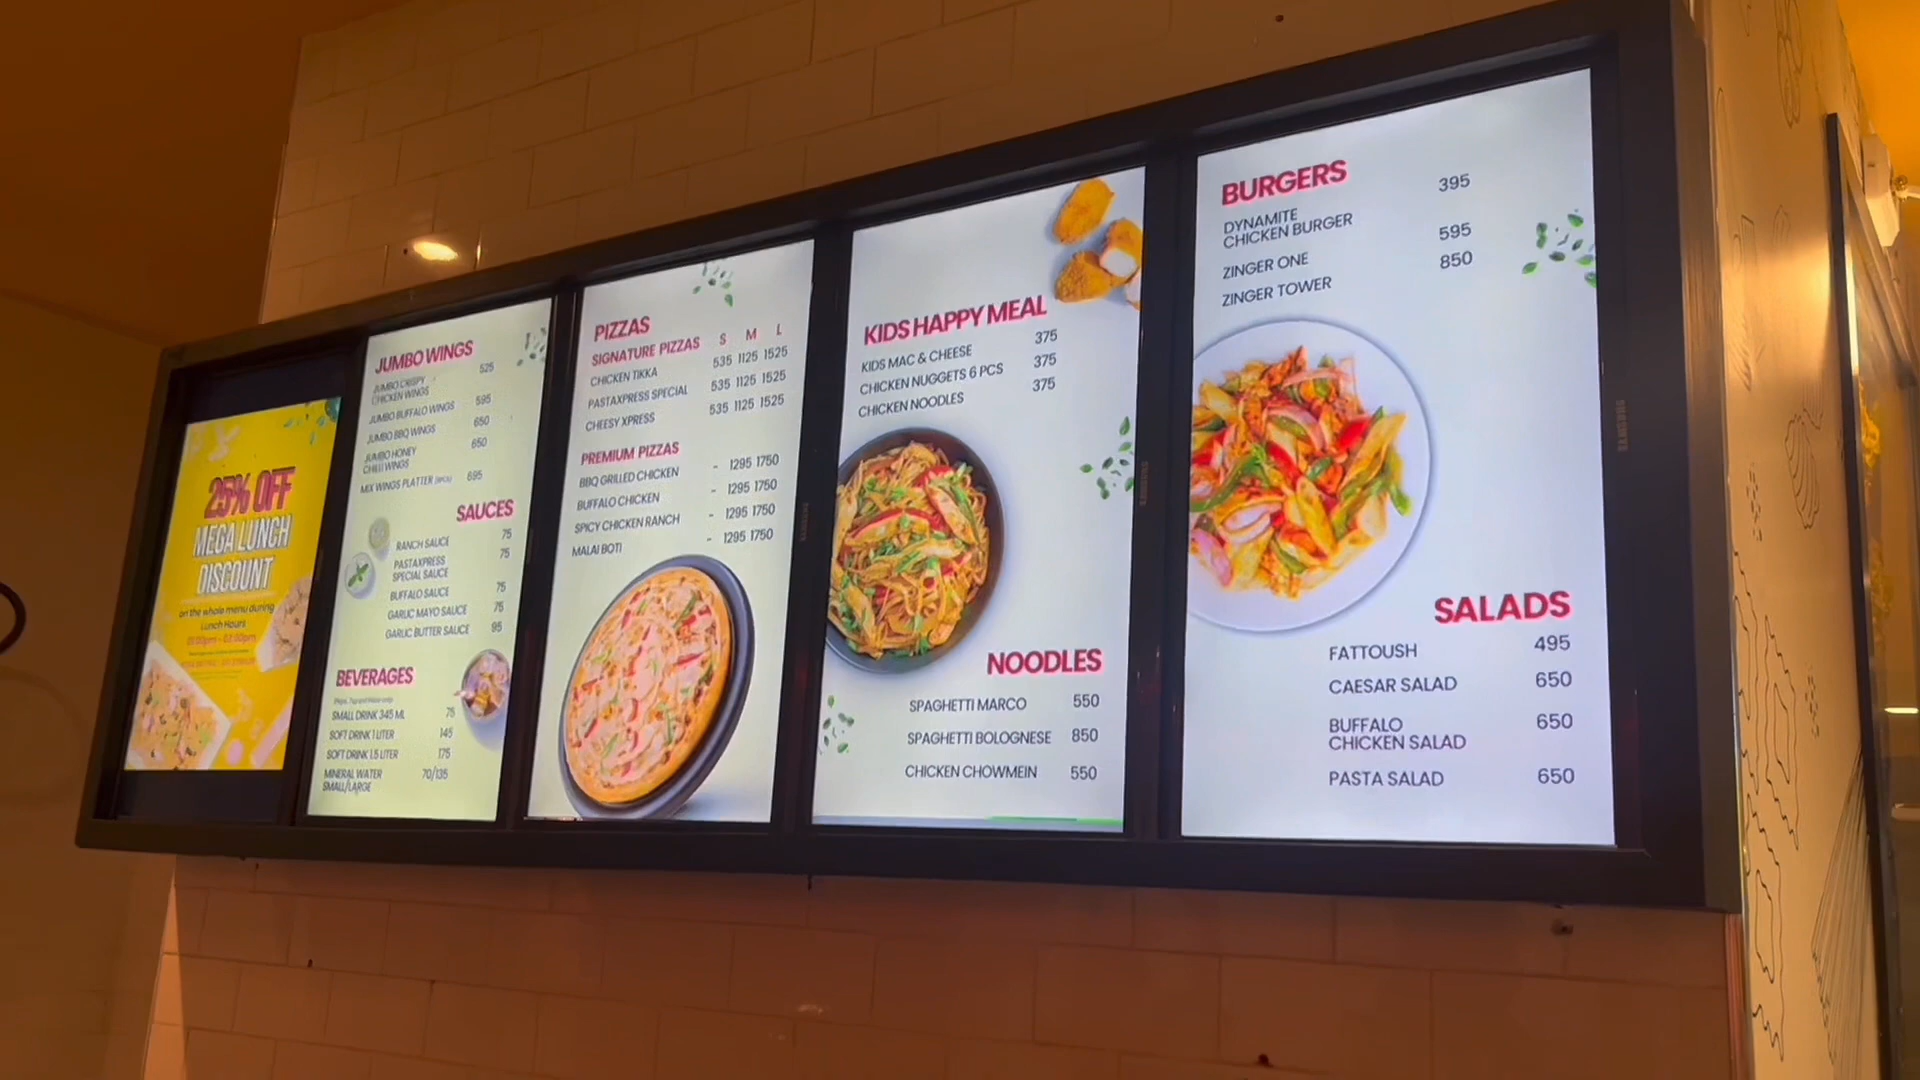 25% OFF
MEGA LUNCH
DISCOUNT
on the whole menu during
Lunch Hours
JUMBO WINGS
JUMBO CRISPY
CHICKEN WINGS 525
JUMBO BUFFALO WINGS 595
JUMBO BBQ WINGS 650
JUMBO HONEY
CHILLI WINGS 650
MIX WINGS PLATTER 695
SAUCES
RANCH SAUCE 75
PASTAXPRESS
SPECIAL SAUCE 75
BUFFALO SAUCE 75
GARLIC MAYO SAUCE 75
GARLIC BUTTER SAUCE 95
BEVERAGES
SMALL DRINK 345 ML 75
SOFT DRINK 1 LITER 145
SOFT DRINK 1.5 LITER 175
MINERAL WATER
SMALL/LARGE 70/135
PIZZAS
SIGNATURE PIZZAS S M L
CHICKEN TIKKA 535 1125 1525
PASTAXPRESS SPECIAL 535 1125 1525
CHEESY XPRESS 535 1125 1525
PREMIUM PIZZAS
BBQ GRILLED CHICKEN - 1295 1750
BUFFALO CHICKEN - 1295 1750
SPICY CHICKEN RANCH - 1295 1750
MALAI BOTI - 1295 1750
SAMSUNG
KIDS HAPPY MEAL
KIDS MAC & CHEESE 375
CHICKEN NUGGETS 6 PCS 375
CHICKEN NOODLES 375
NOODLES
SPAGHETTI MARCO 550
SPAGHETTI BOLOGNESE 850
CHICKEN CHOWMEIN 550
SAMSUNG
BURGERS
DYNAMITE
CHICKEN BURGER 395
ZINGER ONE 595
ZINGER TOWER 850
SALADS
FATTOUSH 495
CAESAR SALAD 650
BUFFALO
CHICKEN SALAD 650
PASTA SALAD 650
SAMSUNG